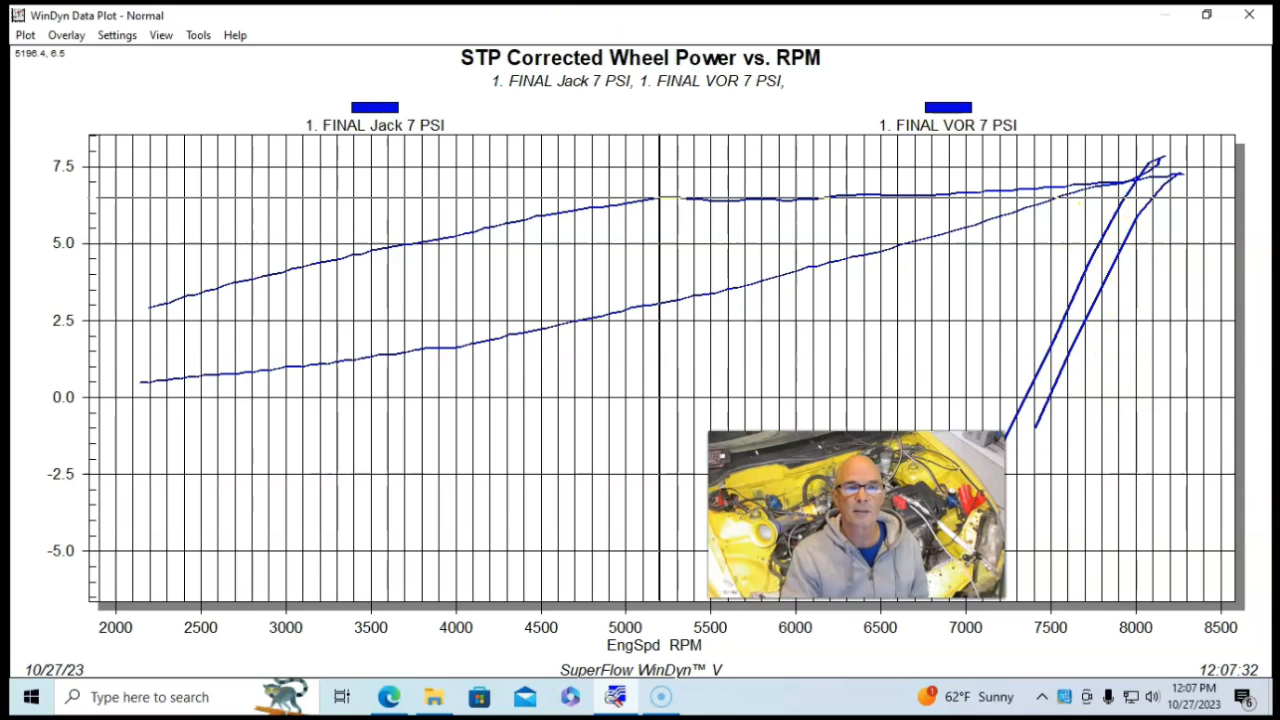 WinDyn Data Plot - Normal
Plot Overlay Settings View Tools Help
5196.4, 6.5
STP Corrected Wheel Power vs. RPM
1. FINAL Jack 7 PSI, 1. FINAL VOR 7 PSI,
1. FINAL Jack 7 PSI
1. FINAL VOR 7 PSI
7.5
5.0
2.5
0.0
-2.5
-5.0
2000 2500 3000 3500 4000 4500 5000 5500 6000 6500 7000 7500 8000 8500
EngSpd RPM
10/27/23
SuperFlow WinDyn™ V
12:07:32
Type here to search
1
62°F Sunny
12:07 PM
10/27/2023
6